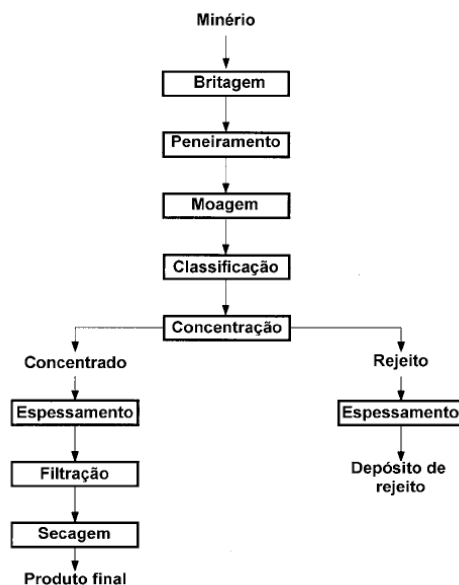 Minério
Britagem
Peneiramento
Moagem
Classificação
Concentração
Concentrado
Rejeito
Espessamento
Espessamento
Filtração
Depósito de
rejeito
Secagem
Produto final